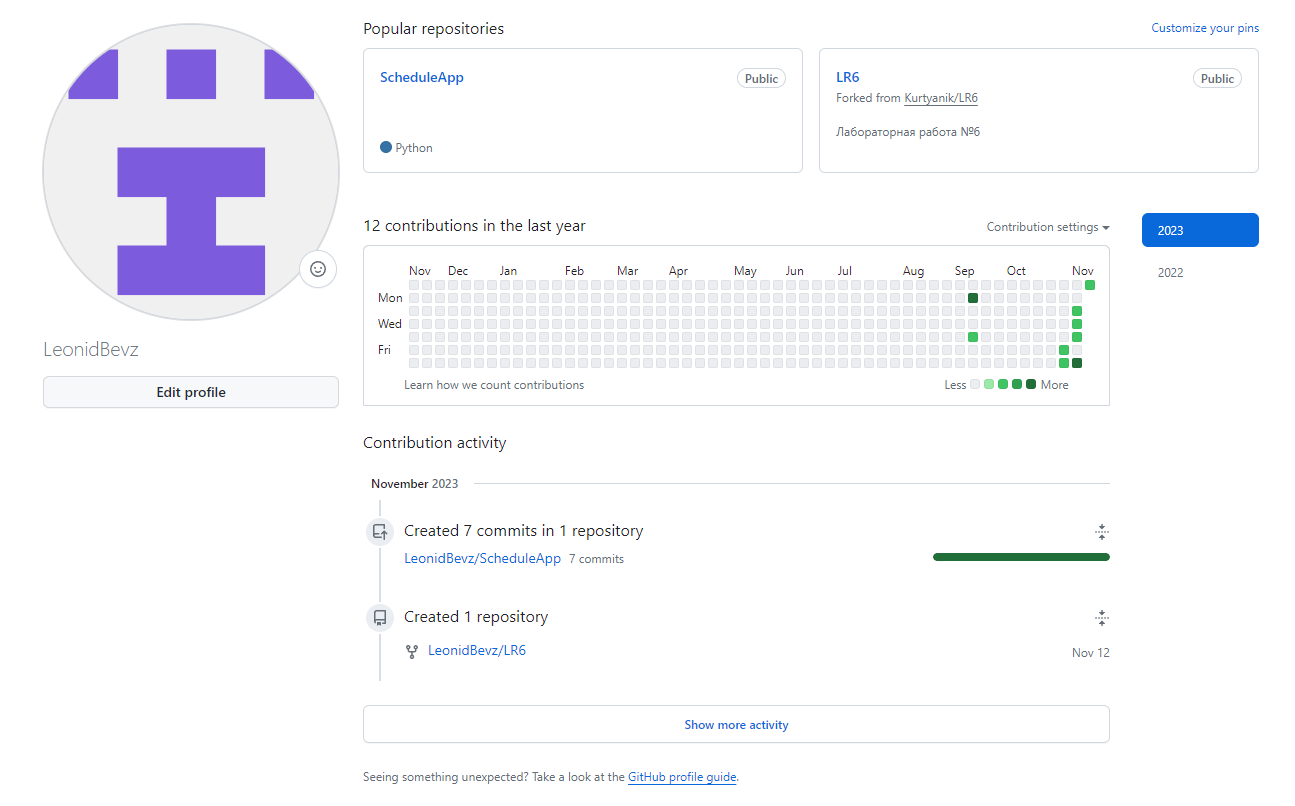 Popular repositories
Customize your pins
ScheduleApp
Public
Python
LR6
Public
Forked from Kurtyanik/LR6
Лабораторная работа №6
LeonidBevz
Edit profile
12 contributions in the last year
Contribution settings
2023
2022
Nov Dec Jan Feb Mar Apr May Jun Jul Aug Sep Oct Nov
Mon
Wed
Fri
Learn how we count contributions
Less More
Contribution activity
November 2023
Created 7 commits in 1 repository
LeonidBevz/ScheduleApp 7 commits
Created 1 repository
LeonidBevz/LR6
Nov 12
Show more activity
Seeing something unexpected? Take a look at the GitHub profile guide.